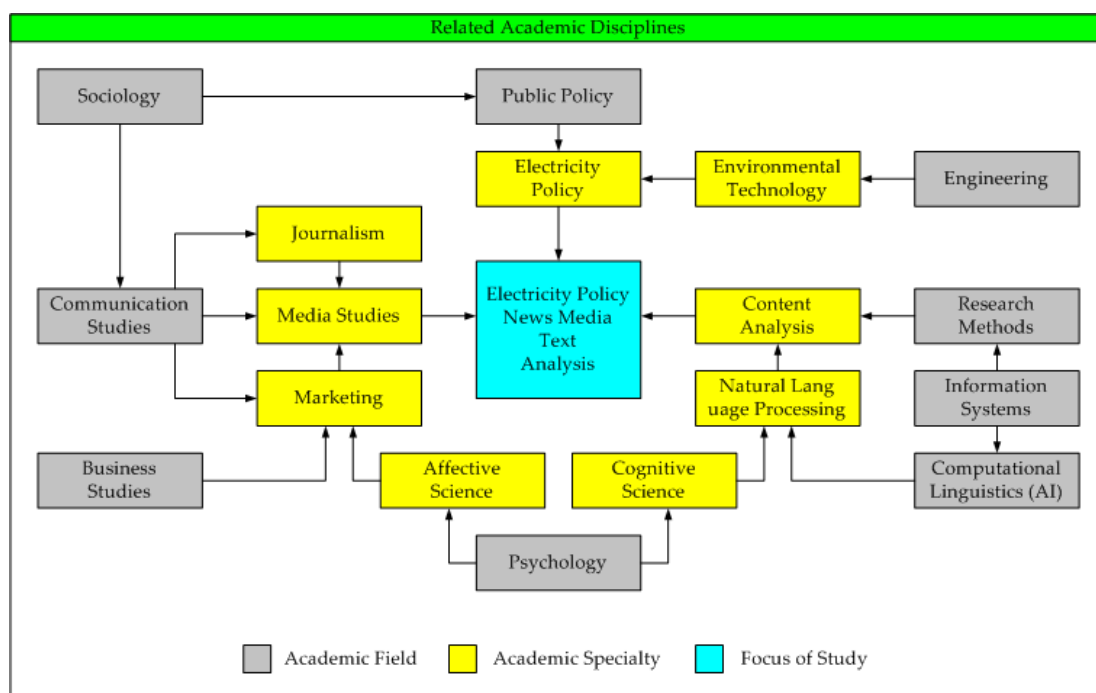 Related Academic Disciplines
Sociology
Public Policy
Electricity
Policy
Environmental
Technology
Engineering
Journalism
Communication
Studies
Media Studies
Electricity Policy
News Media
Text
Analysis
Content
Analysis
Research
Methods
Marketing
Natural Lang
uage Processing
Information
Systems
Business
Studies
Affective
Science
Cognitive
Science
Computational
Linguistics (AI)
Psychology
Academic Field
Academic Specialty
Focus of Study